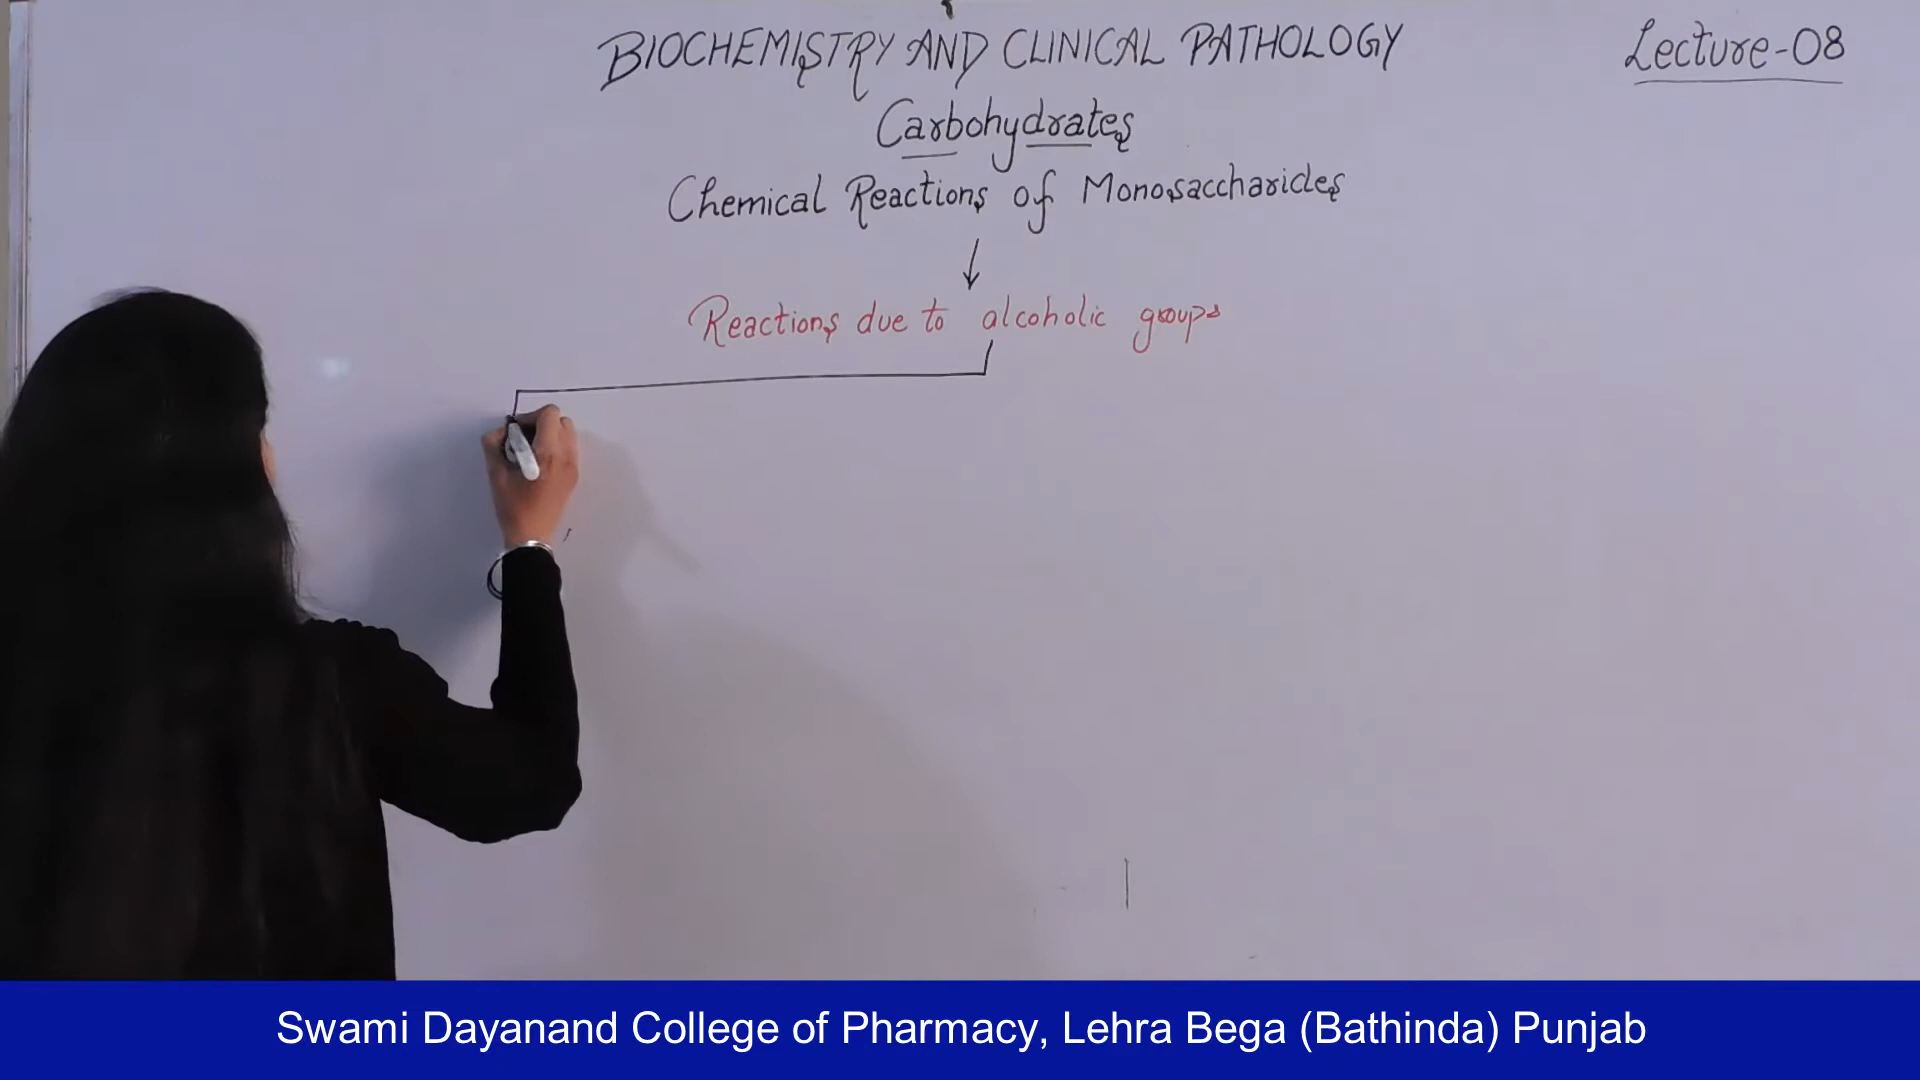 BIOCHEMISTRY AND CLINICAL PATHOLOGY
Lecture-08
Carbohydrates
Chemical Reactions of Monosaccharides
Reactions due to alcoholic groups
Swami Dayanand College of Pharmacy, Lehra Bega (Bathinda) Punjab